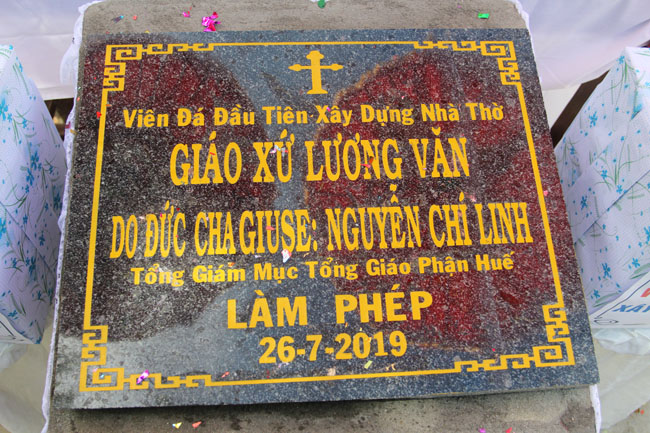 Viên Đá Đầu Tiên Xây Dựng Nhà Thờ
GIÁO XỨ LƯƠNG VĂN
DO ĐỨC CHA GIUSE: NGUYỄN CHÍ LINH
Tổng Giám Mục Tổng Giáo Phận Huế
LÀM PHÉP
26-7-2019